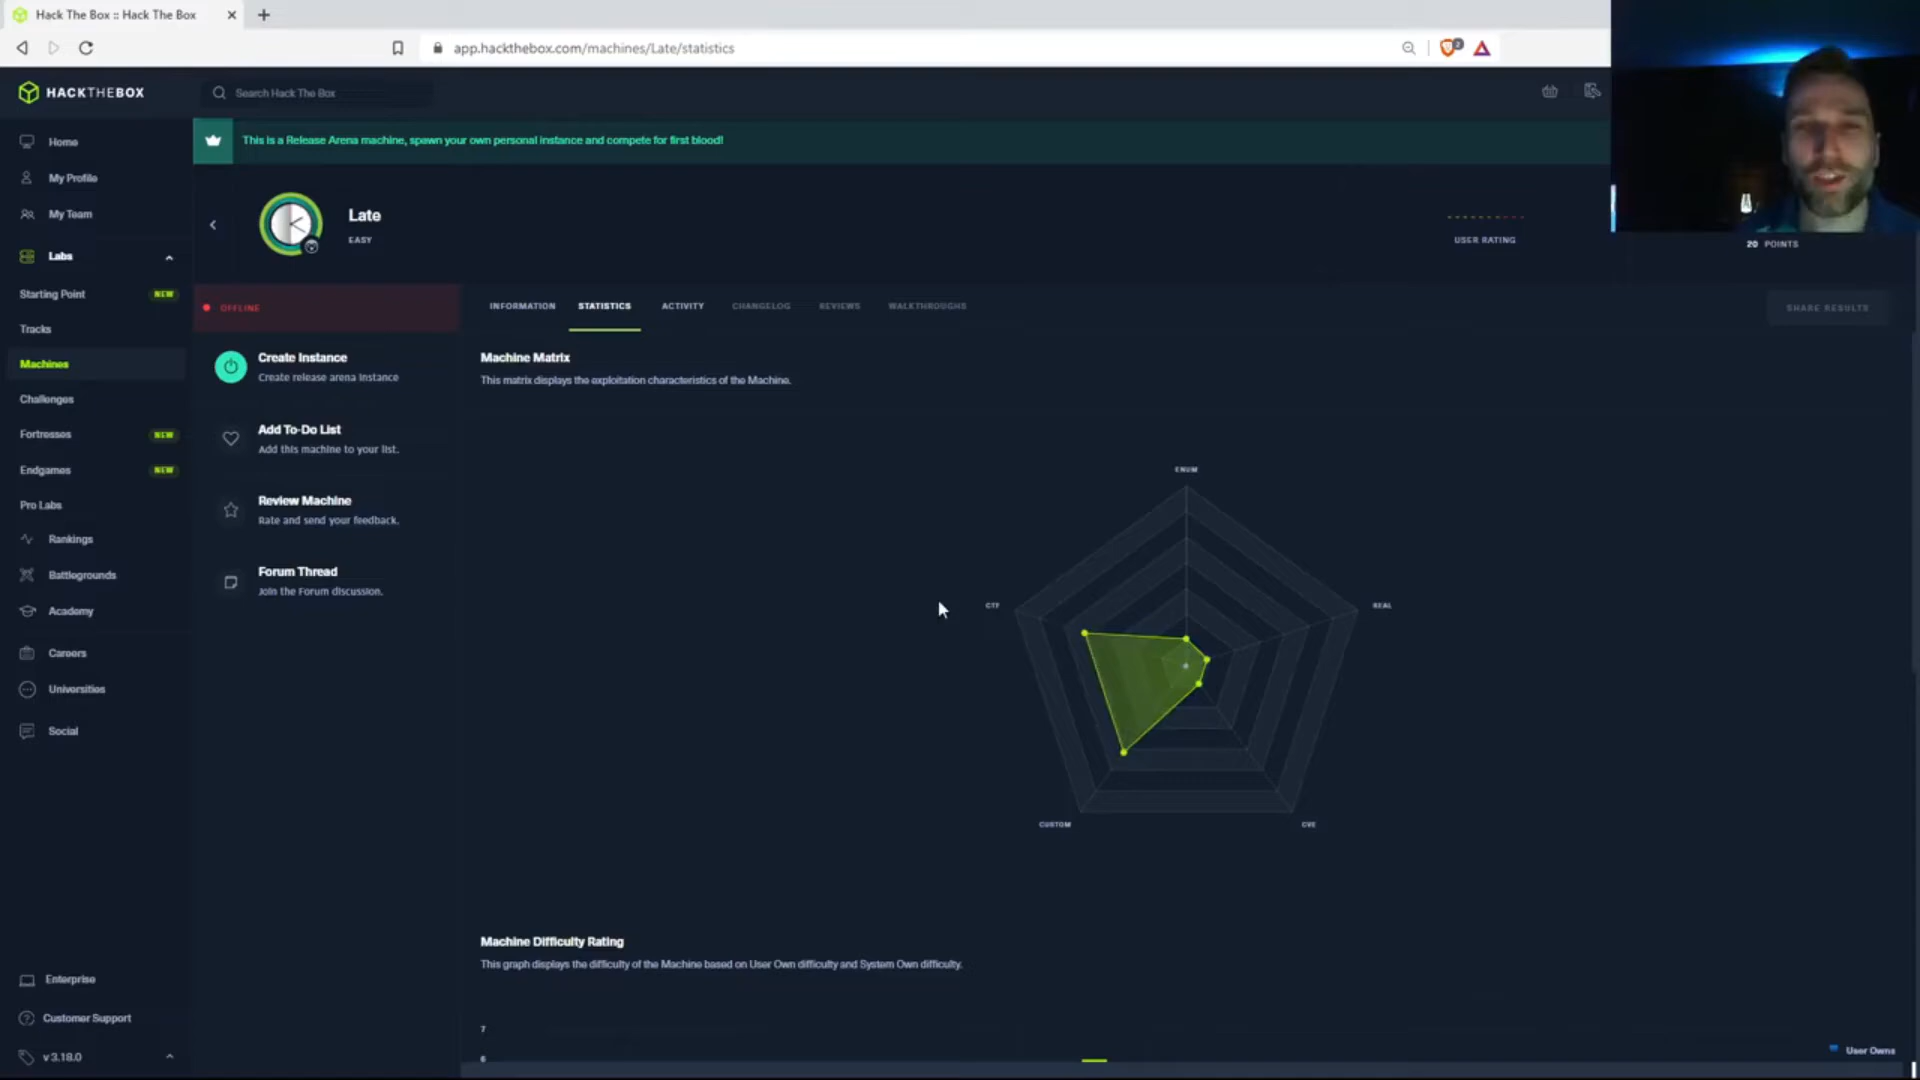 Hack The Box :: Hack The Box
app.hackthebox.com/machines/Late/statistics
2
HACKTHEBOX
Search Hack The Box
This is a Release Arena machine, spawn your own personal instance and compete for first blood!
Home
My Profile
My Team
Labs
Starting Point NEW
Tracks
Machines
Challenges
Fortresses NEW
Endgames NEW
Pro Labs
Rankings
Battlegrounds
Academy
Careers
Universities
Social
Enterprise
Customer Support
v 3.18.0
Late
EASY
USER RATING
20 POINTS
OFFLINE
INFORMATION STATISTICS ACTIVITY CHANGELOG REVIEWS WALKTHROUGHS
SHARE RESULTS
Create Instance
Create release arena instance
Add To-Do List
Add this machine to your list.
Review Machine
Rate and send your feedback.
Forum Thread
Join the Forum discussion.
Machine Matrix
This matrix displays the exploitation characteristics of the Machine.
ENUM
CTF
REAL
CUSTOM
CVE
Machine Difficulty Rating
This graph displays the difficulty of the Machine based on User Own difficulty and System Own difficulty.
7
6
User Owns